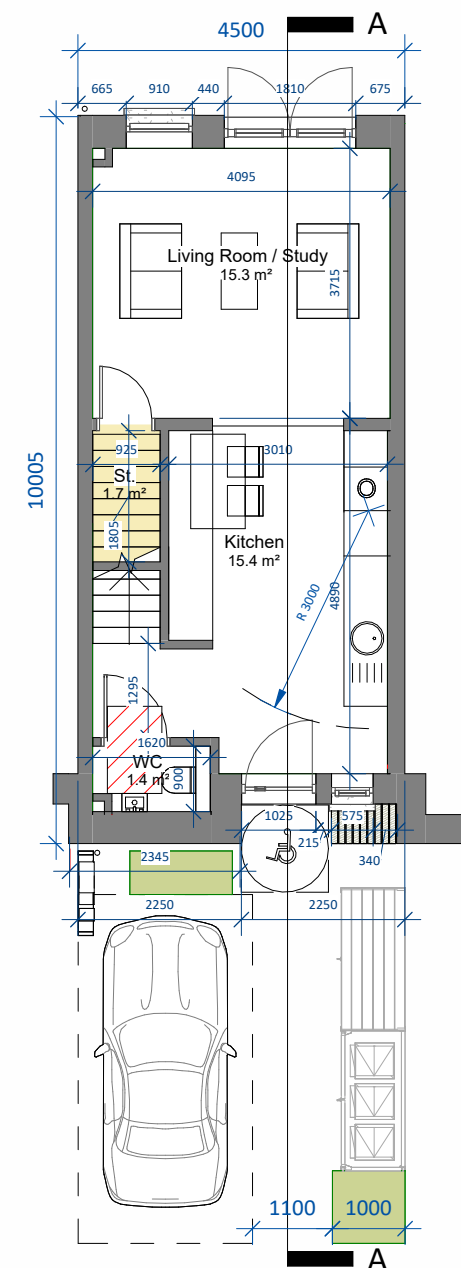 A
4500
665
910
440
1810
675
4095
Living Room / Study
15.3 m²
3715
10005
925
3010
St.
1.7 m²
1805
Kitchen
15.4 m²
R 3000
4890
1295
1620
WC
1.4 m²
900
1025
575
215
340
2345
2250
2250
1100
1000
A